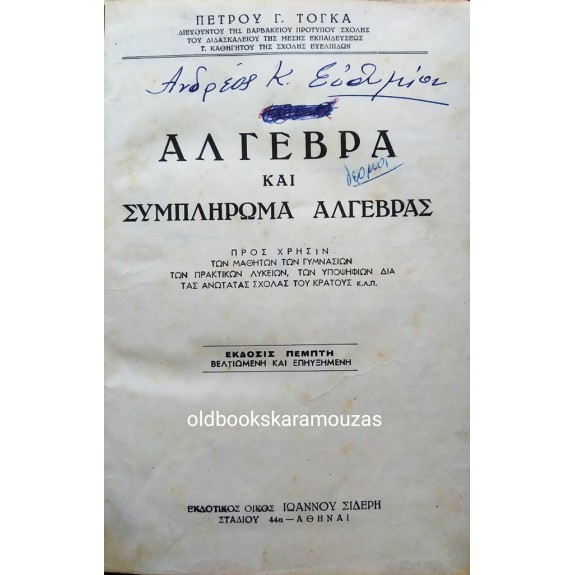 ΠΕΤΡΟΥ Γ. ΤΟΓΚΑ
ΔΙΕΥΘΥΝΤΟΥ ΤΗΣ ΒΑΡΒΑΚΕΙΟΥ ΠΡΟΤΥΠΟΥ ΣΧΟΛΗΣ
ΤΟΥ ΔΙΔΑΣΚΑΛΕΙΟΥ ΤΗΣ ΜΕΣΗΣ ΕΚΠΑΙΔΕΥΣΕΩΣ
Τ. ΚΑΘΗΓΗΤΟΥ ΤΗΣ ΣΧΟΛΗΣ ΕΥΕΛΠΙΔΩΝ
Ανδρέας Κ. Εὐθυμίου
ΑΛΓΕΒΡΑ
ΚΑΙ
ΣΥΜΠΛΗΡΩΜΑ ΑΛΓΕΒΡΑΣ
ΠΡΟΣ ΧΡΗΣΙΝ
ΤΩΝ ΜΑΘΗΤΩΝ ΤΩΝ ΓΥΜΝΑΣΙΩΝ
ΤΩΝ ΠΡΑΚΤΙΚΩΝ ΛΥΚΕΙΩΝ, ΤΩΝ ΥΠΟΨΗΦΙΩΝ ΔΙΑ
ΤΑΣ ΑΝΩΤΑΤΑΣ ΣΧΟΛΑΣ ΤΟΥ ΚΡΑΤΟΥΣ κ.λ.π.
ΕΚΔΟΣΙΣ ΠΕΜΠΤΗ
ΒΕΛΤΙΩΜΕΝΗ ΚΑΙ ΕΠΗΥΞΗΜΕΝΗ
oldbookskaramouzas
ΕΚΔΟΤΙΚΟΣ ΟΙΚΟΣ ΙΩΑΝΝΟΥ ΣΙΔΕΡΗ
ΣΤΑΔΙΟΥ 44α — ΑΘΗΝΑΙ